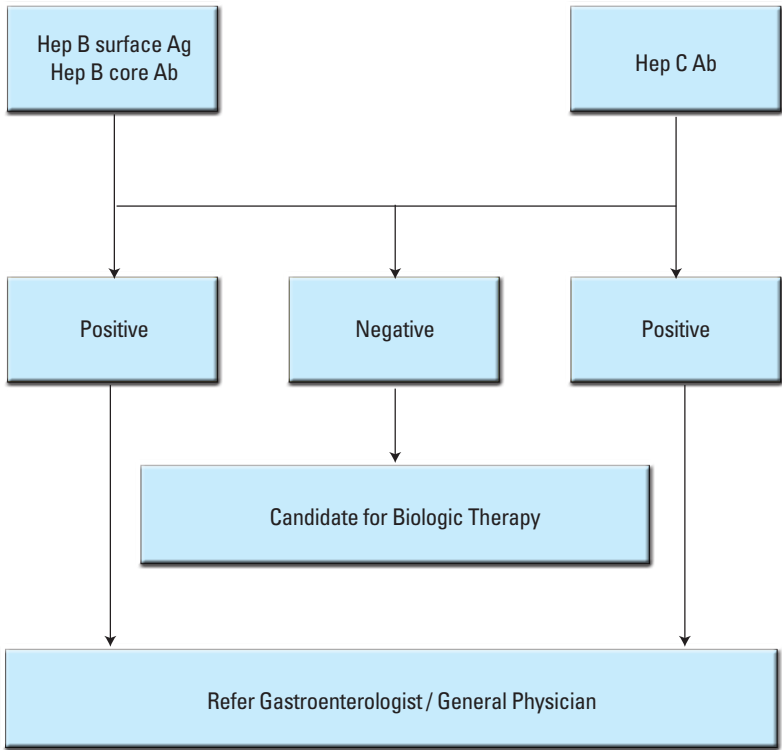 Hep B surface Ag
Hep B core Ab
Hep C Ab
Positive
Negative
Positive
Candidate for Biologic Therapy
Refer Gastroenterologist / General Physician